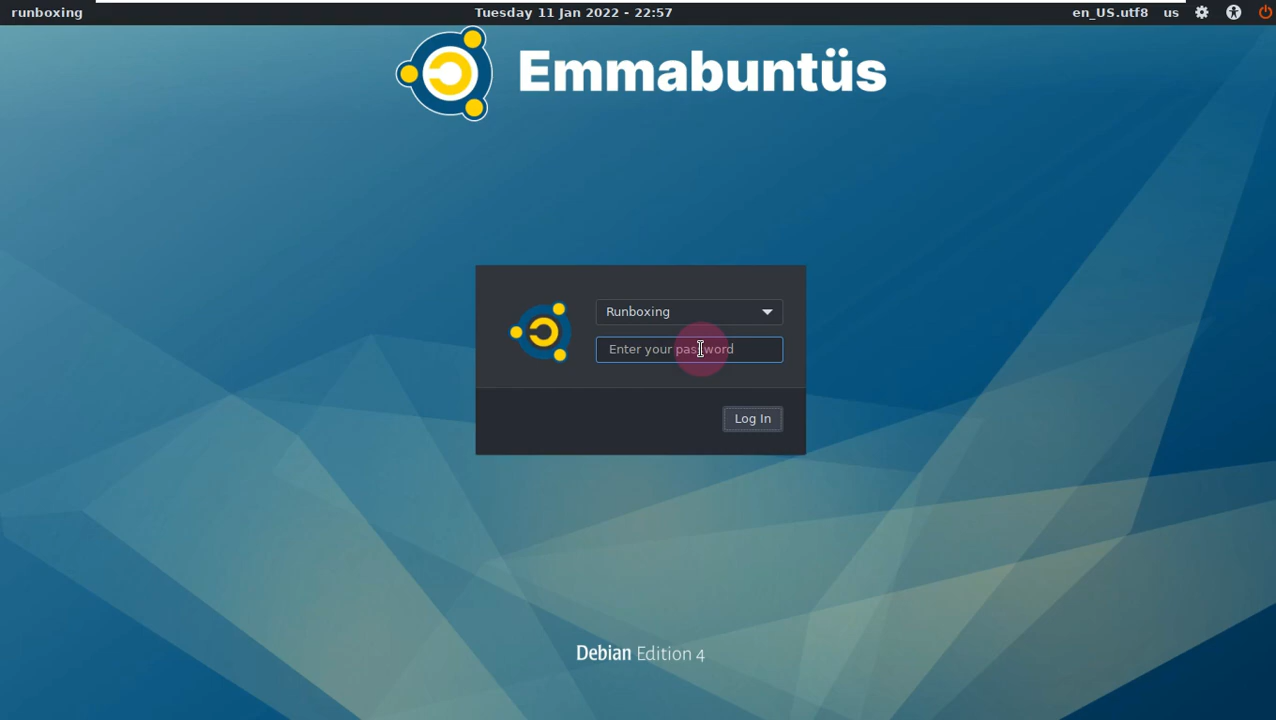 runboxing Tuesday 11 Jan 2022 - 22:57 en_US.utf8 us
Emmabuntüs
Runboxing
Enter your password
Log In
Debian Edition 4